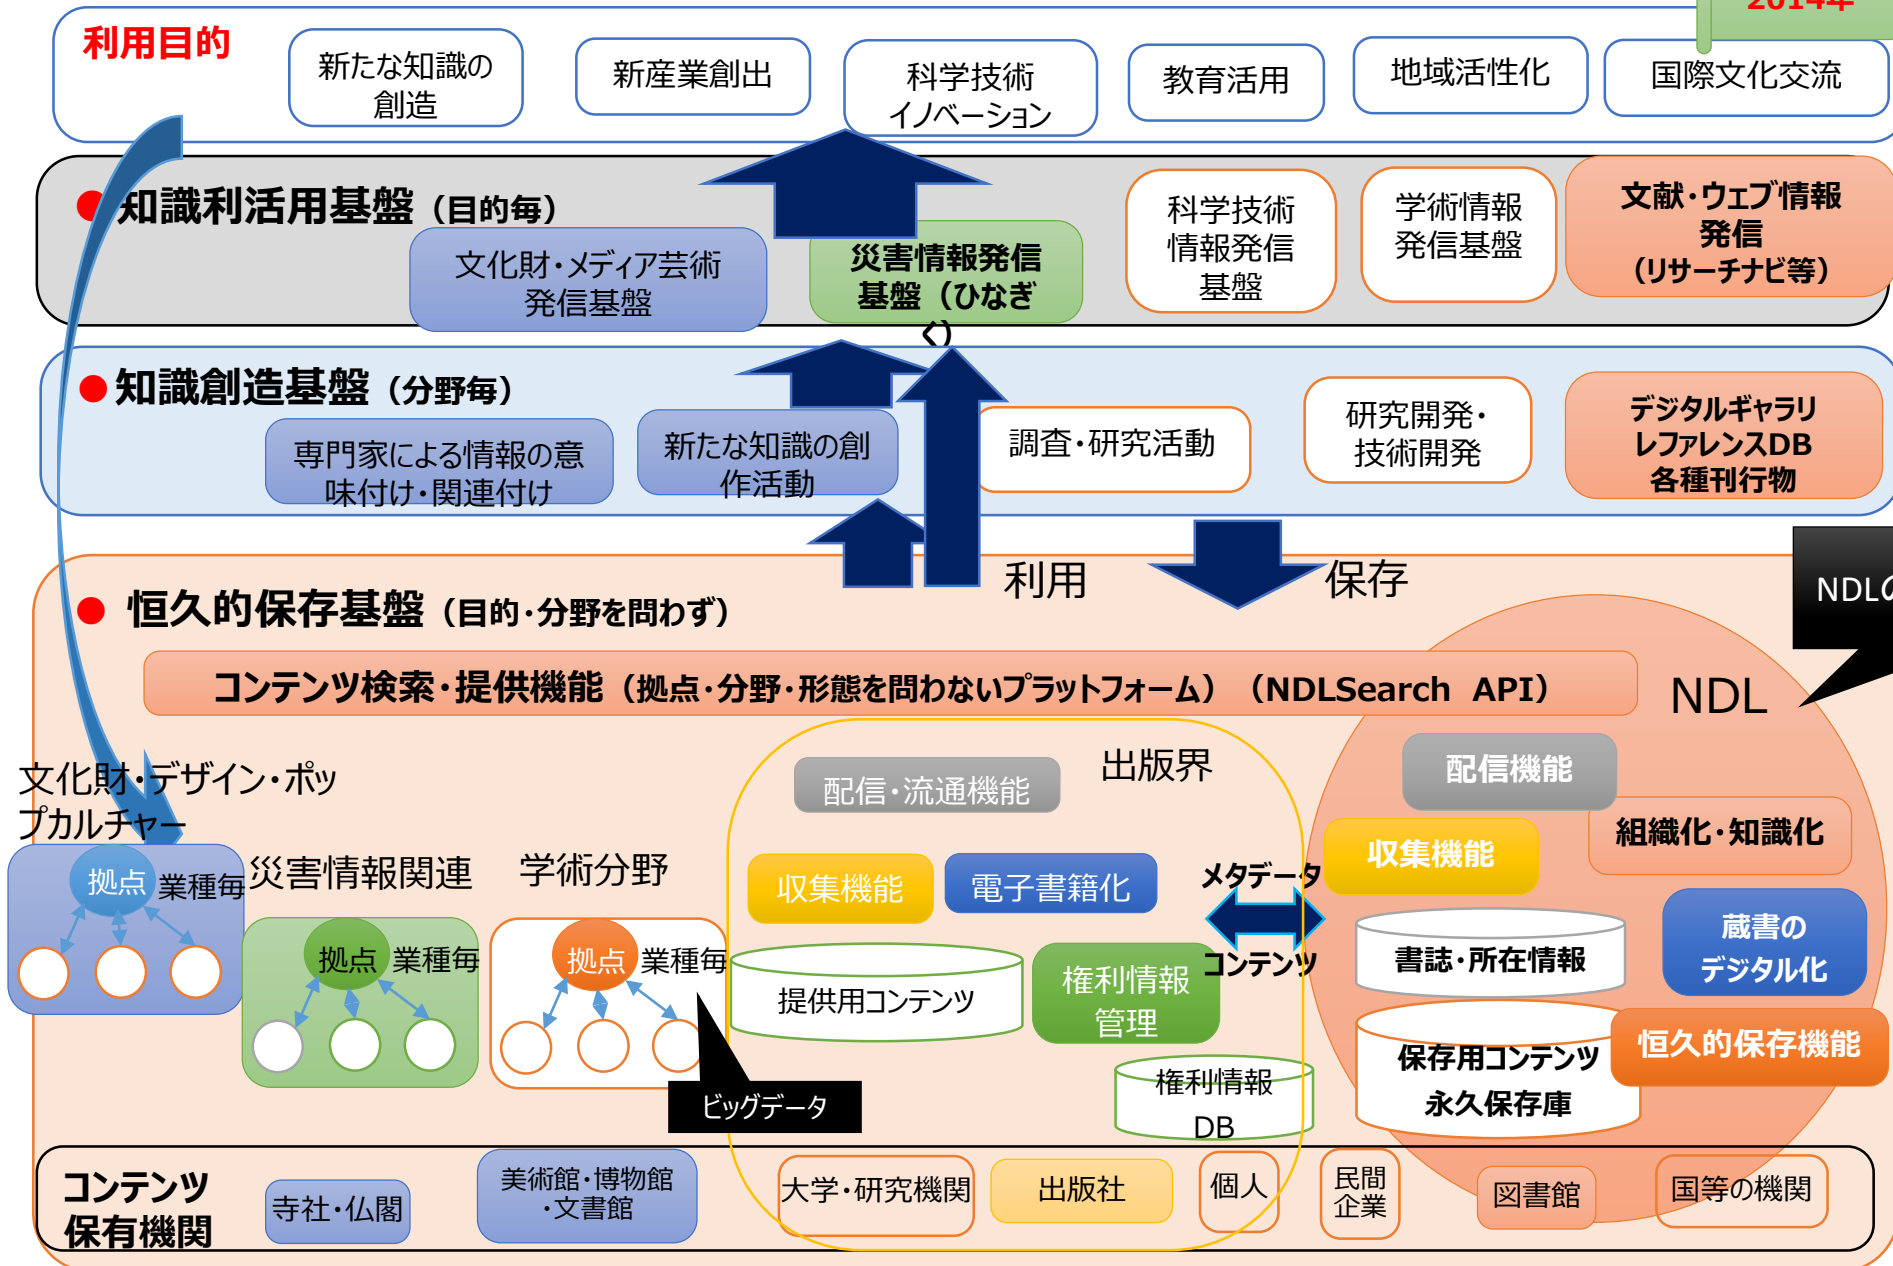 2014年
利用目的
新たな知識の
創造
新産業創出
科学技術
イノベーション
教育活用
地域活性化
国際文化交流
知識利活用基盤（目的毎）
文化財・メディア芸術
発信基盤
災害情報発信
基盤（ひなぎ
く）
科学技術
情報発信
基盤
学術情報
発信基盤
文献・ウェブ情報
発信
（リサーチナビ等）
知識創造基盤（分野毎）
専門家による情報の意
味付け・関連付け
新たな知識の創
作活動
調査・研究活動
研究開発・
技術開発
デジタルギャラリ
レファレンスDB
各種刊行物
利用
保存
NDLの
恒久的保存基盤（目的・分野を問わず）
コンテンツ検索・提供機能（拠点・分野・形態を問わないプラットフォーム）（NDLSearch API）
NDL
文化財・デザイン・ポッ
プカルチャー
拠点
業種毎
災害情報関連
拠点
業種毎
学術分野
拠点
業種毎
ビッグデータ
出版界
配信・流通機能
収集機能
電子書籍化
提供用コンテンツ
権利情報
管理
権利情報
DB
メタデータ
コンテンツ
配信機能
収集機能
組織化・知識化
書誌・所在情報
蔵書の
デジタル化
保存用コンテンツ
永久保存庫
恒久的保存機能
コンテンツ
保有機関
寺社・仏閣
美術館・博物館
・文書館
大学・研究機関
出版社
個人
民間
企業
図書館
国等の機関